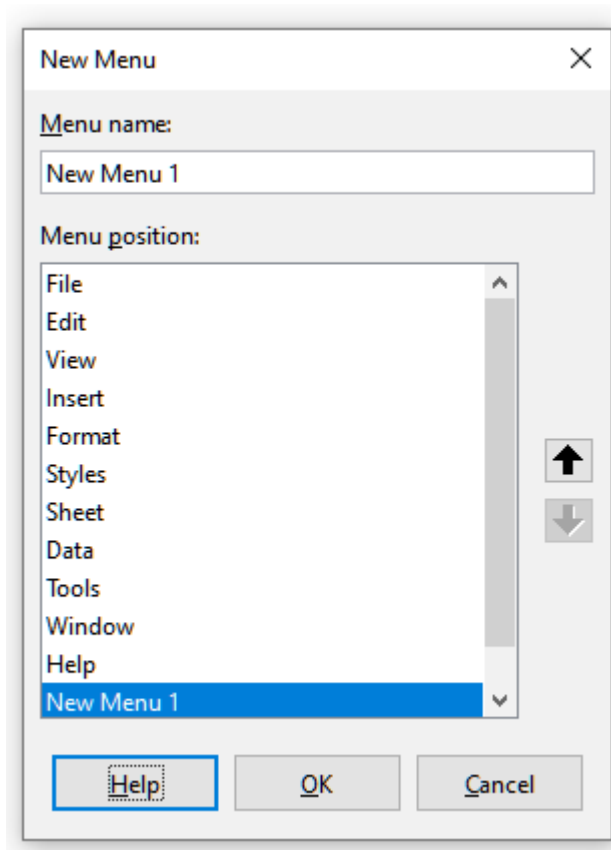 New Menu
Menu name:
New Menu 1
Menu position:
File
Edit
View
Insert
Format
Styles
Sheet
Data
Tools
Window
Help
New Menu 1
Help OK Cancel